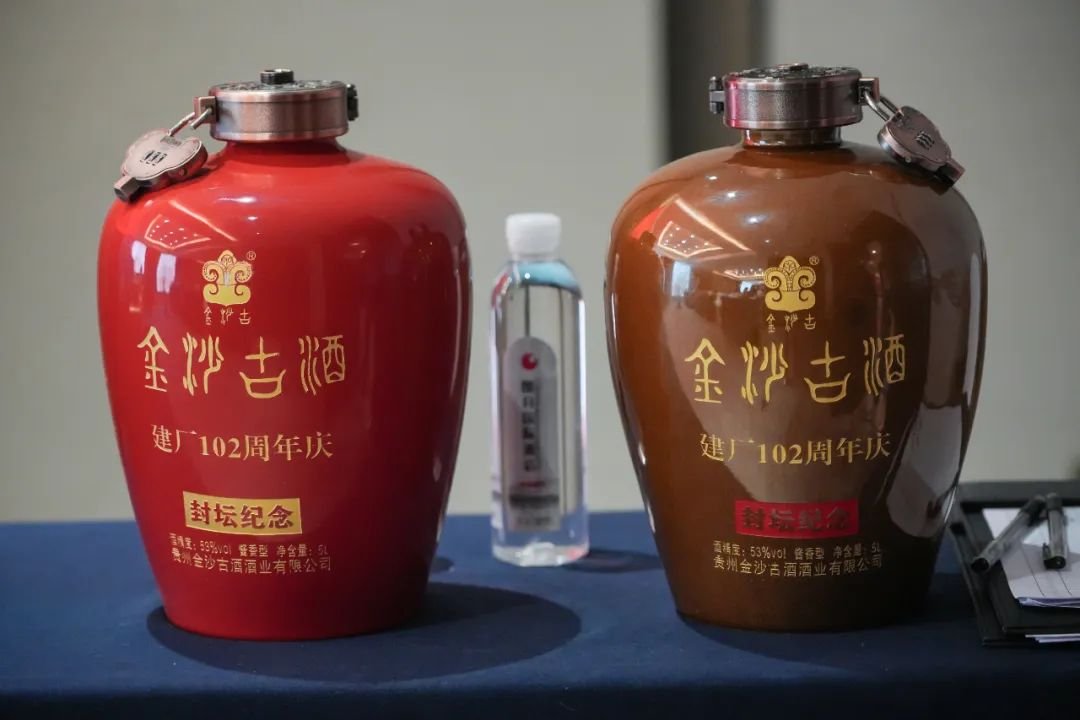 金沙古
金沙古酒
建厂102周年庆
封坛纪念
酒精度：53%vol 酱香型 净含量：5L
贵州金沙古酒酒业有限公司
金沙古
金沙古酒
建厂102周年庆
封坛纪念
酒精度：53%vol 酱香型 净含量：5L
贵州金沙古酒酒业有限公司